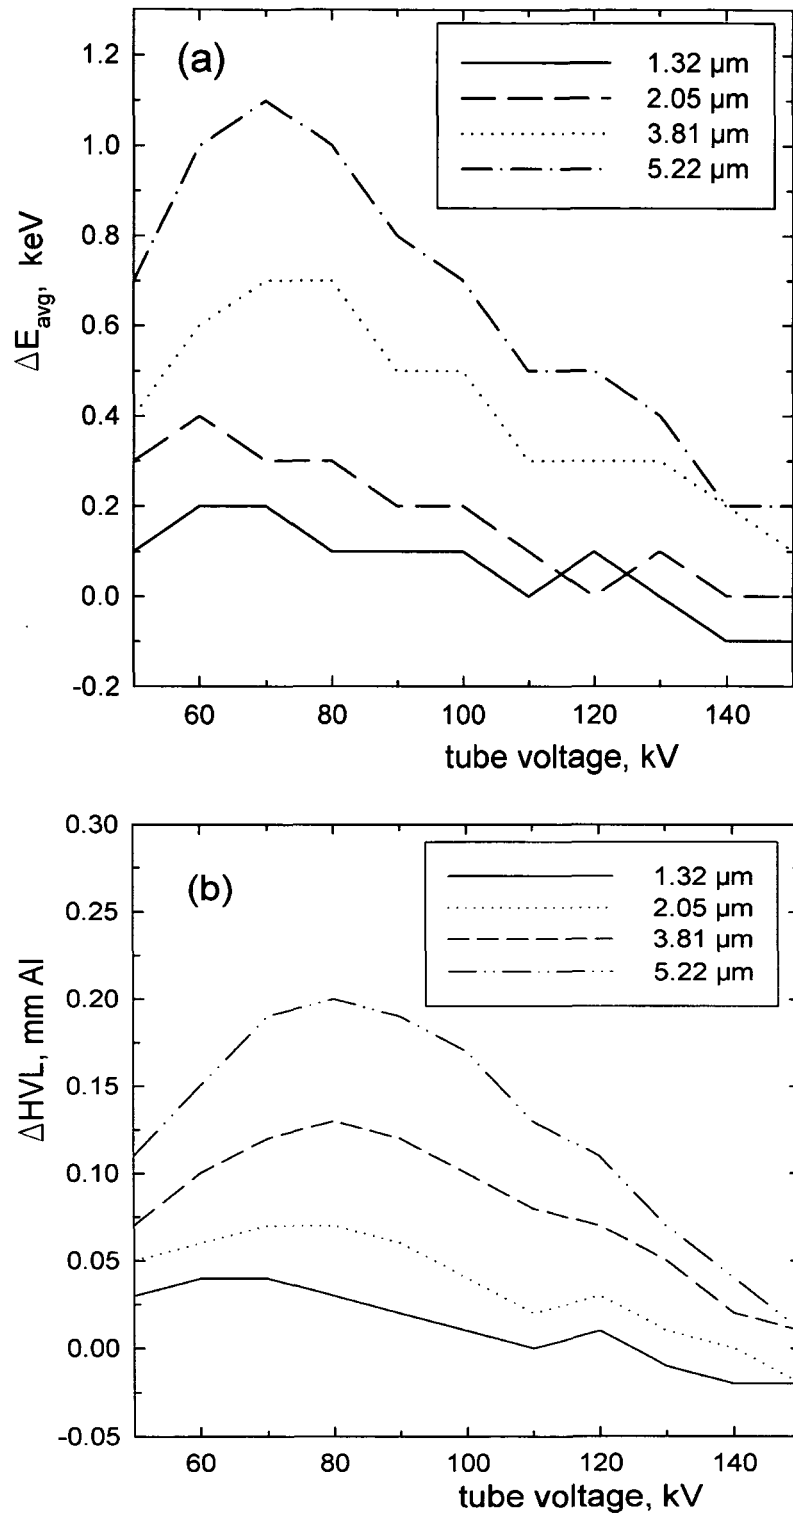 (a)
1.32 µm
2.05 µm
3.81 µm
5.22 µm
1.2
1.0
0.8
0.6
0.4
0.2
0.0
-0.2
ΔE_avg, keV
60 80 100 120 140
tube voltage, kV
(b)
1.32 µm
2.05 µm
3.81 µm
5.22 µm
0.30
0.25
0.20
0.15
0.10
0.05
0.00
-0.05
ΔHVL, mm Al
60 80 100 120 140
tube voltage, kV